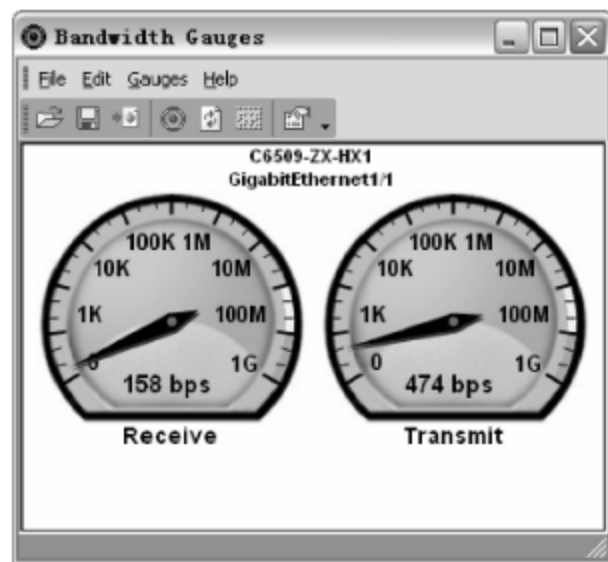 Bandwidth Gauges
File Edit Gauges Help
C6509-ZX-HX1
GigabitEthernet1/1
100K 1M
10K 10M
1K 100M
0 1G
158 bps
Receive
100K 1M
10K 10M
1K 100M
0 1G
474 bps
Transmit